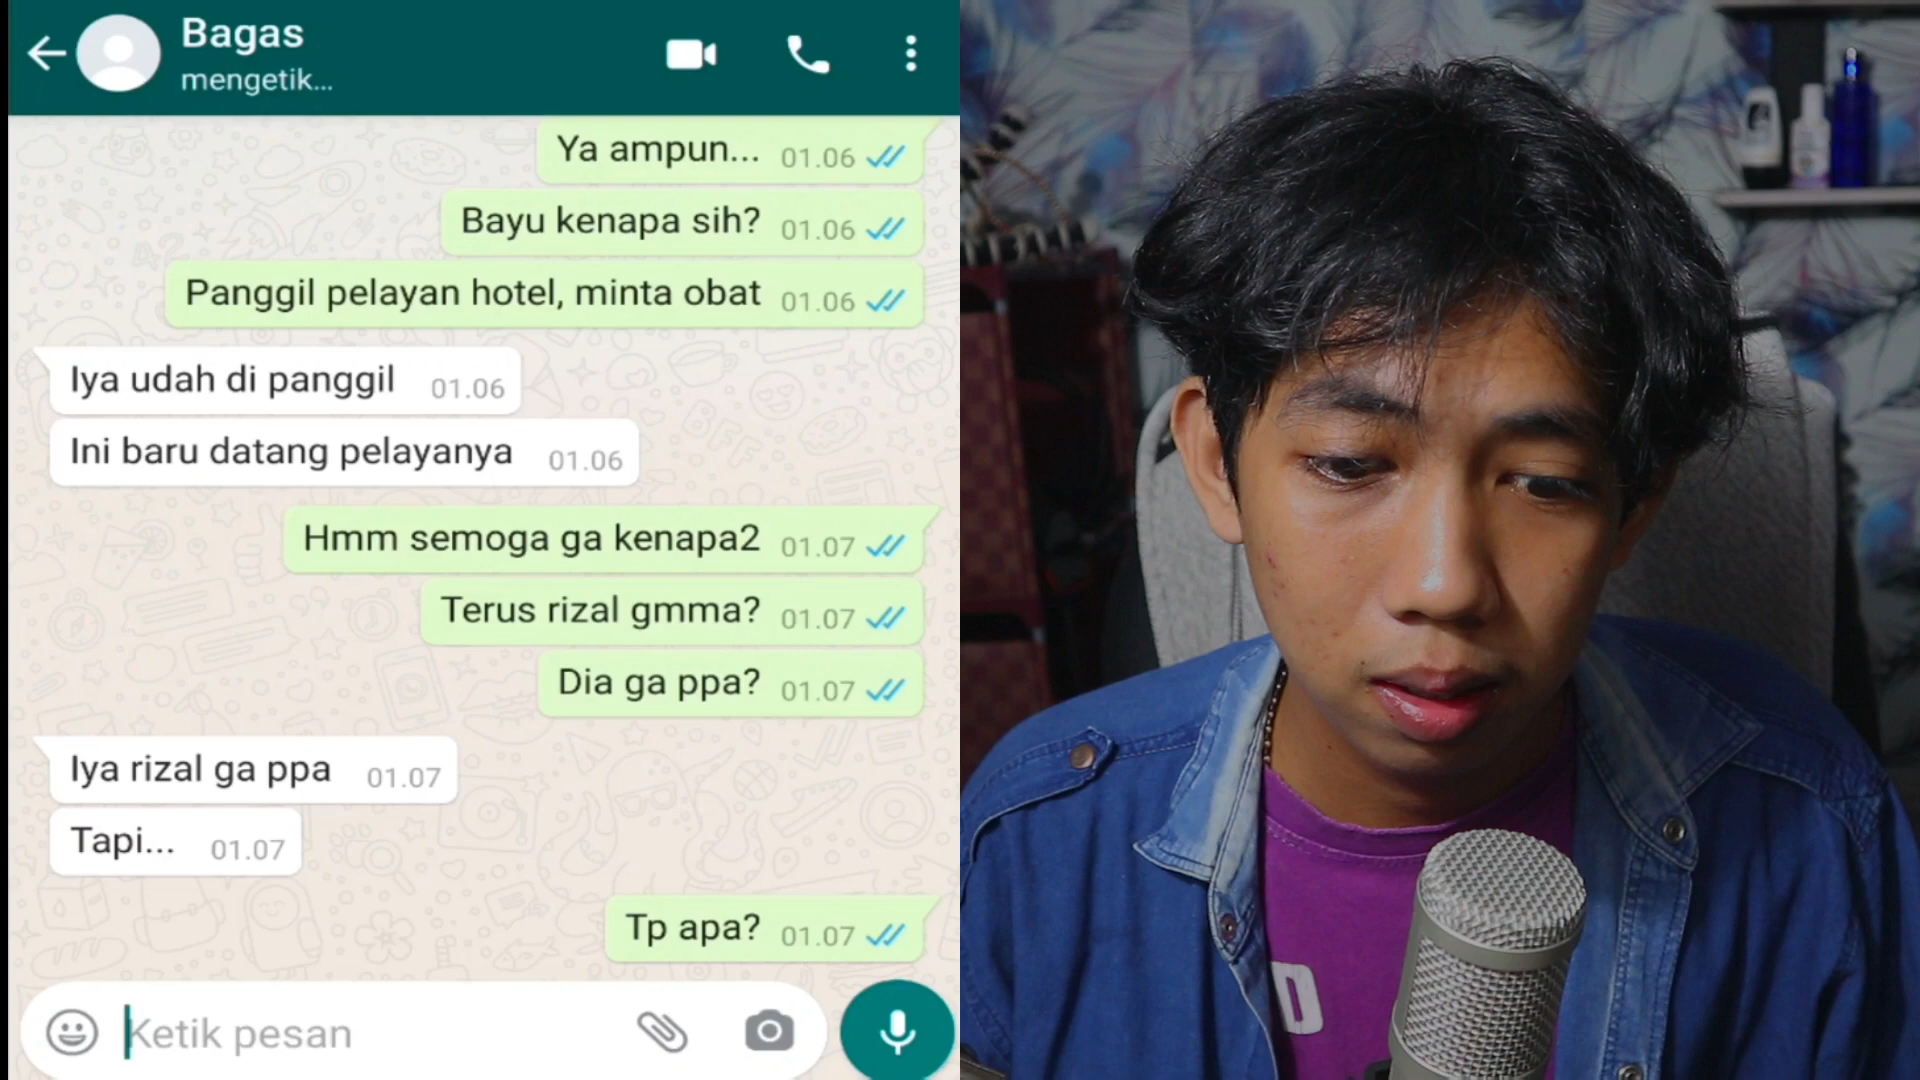 Bagas
mengetik...
Ya ampun... 01.06
Bayu kenapa sih? 01.06
Panggil pelayan hotel, minta obat 01.06
Iya udah di panggil 01.06
Ini baru datang pelayanya 01.06
Hmm semoga ga kenapa2 01.07
Terus rizal gmma? 01.07
Dia ga ppa? 01.07
Iya rizal ga ppa 01.07
Tapi... 01.07
Tp apa? 01.07
Ketik pesan